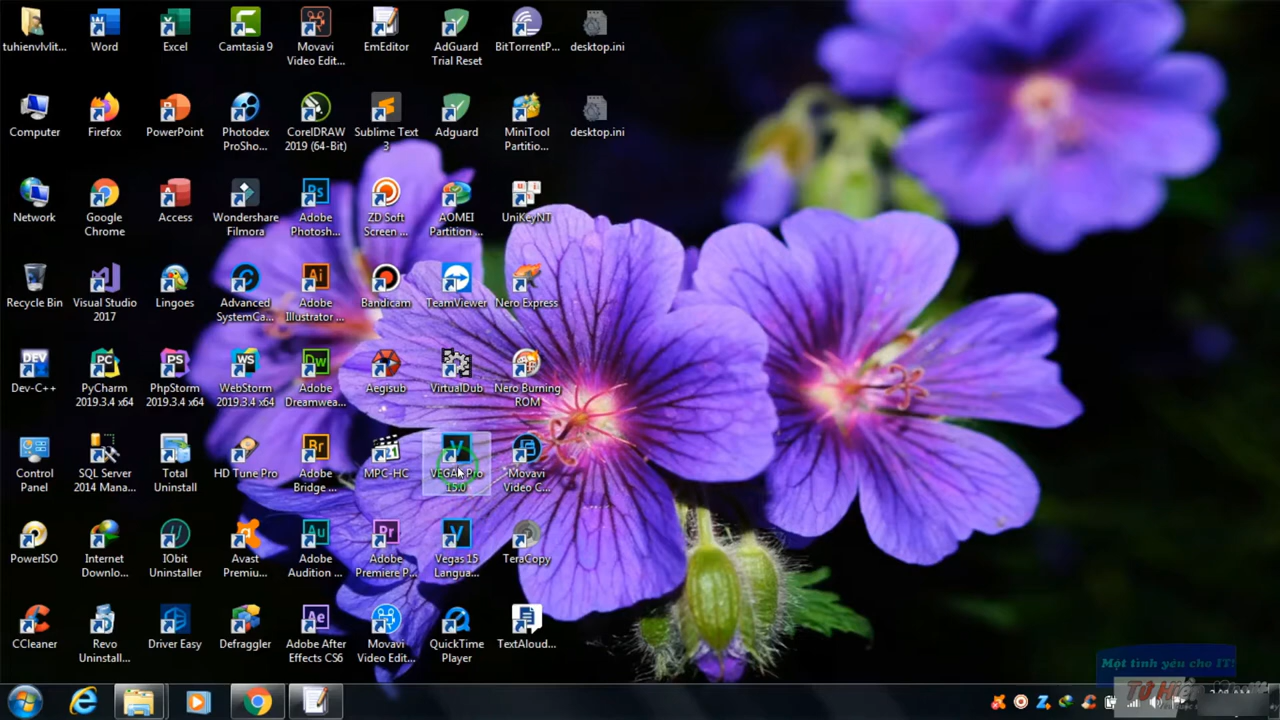 tuhienvlvlit...
Word
Excel
Camtasia 9
Movavi
Video Edit...
EmEditor
AdGuard
Trial Reset
BitTorrentP...
desktop.ini
Computer
Firefox
PowerPoint
Photodex
ProSho...
CorelDRAW
2019 (64-Bit)
Sublime Text
3
Adguard
MiniTool
Partitio...
desktop.ini
Network
Google
Chrome
Access
Wondershare
Filmora
Adobe
Photosh...
ZD Soft
Screen ...
AOMEI
Partition ...
UniKeyNT
Recycle Bin
Visual Studio
2017
Lingoes
Advanced
SystemCa...
Adobe
Illustrator ...
Bandicam
TeamViewer
Nero Express
Dev-C++
PyCharm
2019.3.4 x64
PhpStorm
2019.3.4 x64
WebStorm
2019.3.4 x64
Adobe
Dreamwea...
Aegisub
VirtualDub
Nero Burning
ROM
Control
Panel
SQL Server
2014 Mana...
Total
Uninstall
HD Tune Pro
Adobe
Bridge ...
MPC-HC
VEGAS Pro
15.0
Movavi
Video C...
PowerISO
Internet
Downlo...
IObit
Uninstaller
Avast
Premiu...
Adobe
Audition ...
Adobe
Premiere P...
Vegas 15
Langua...
TeraCopy
CCleaner
Revo
Uninstall...
Driver Easy
Defraggler
Adobe After
Effects CS6
Movavi
Video Edit...
QuickTime
Player
TextAloud...
Một tình yêu cho IT!